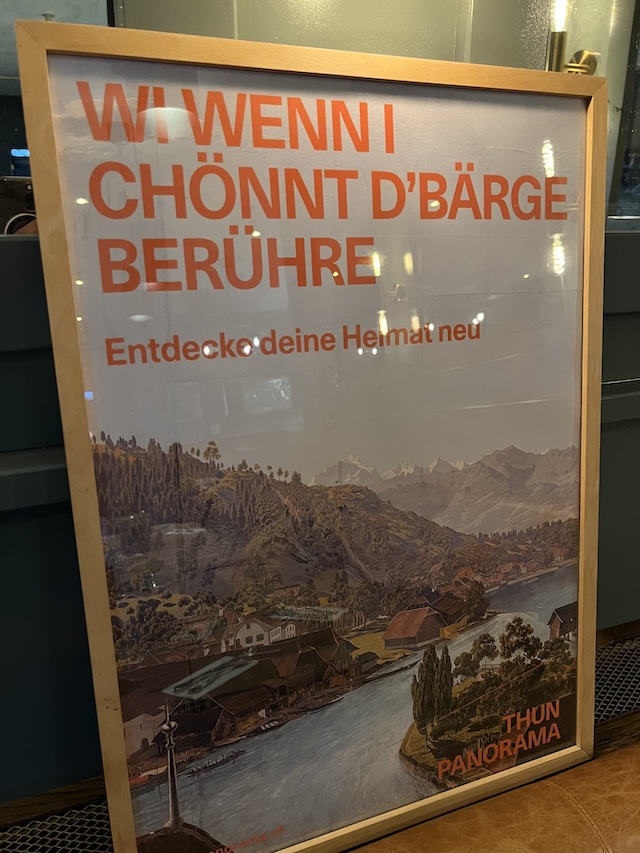 WI WENN I
CHÖNNT D'BÄRGE
BERÜHRE
Entdecke deine Heimat neu
THUN
PANORAMA